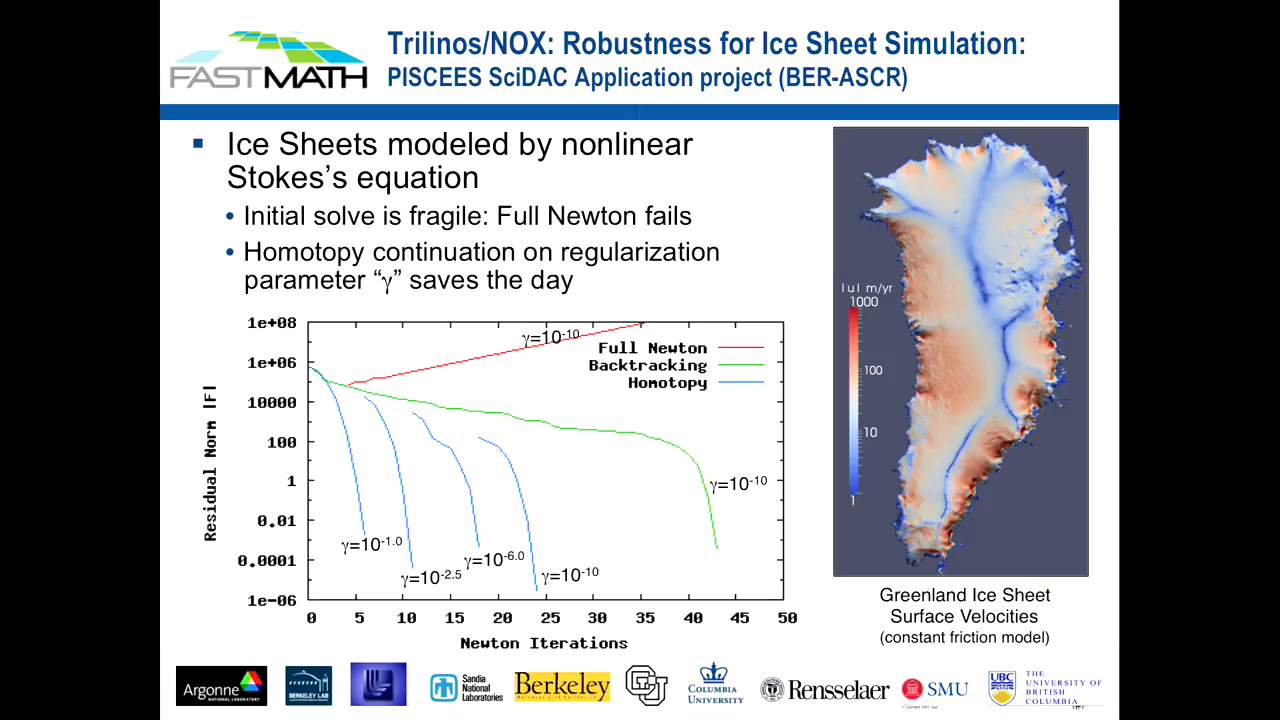 FASTMATH
Trilinos/NOX: Robustness for Ice Sheet Simulation:
PISCEES SciDAC Application project (BER-ASCR)
▪ Ice Sheets modeled by nonlinear
Stokes’s equation
• Initial solve is fragile: Full Newton fails
• Homotopy continuation on regularization
parameter “γ” saves the day
1e+08
1e+06
10000
100
1
0.01
0.0001
1e-06
Residual Norm |F|
0 5 10 15 20 25 30 35 40 45 50
Newton Iterations
Full Newton
Backtracking
Homotopy
γ=10-10
γ=10-10
γ=10-1.0
γ=10-2.5
γ=10-6.0
γ=10-10
|u| m/yr
1000
100
10
1
Greenland Ice Sheet
Surface Velocities
(constant friction model)
Argonne
NATIONAL LABORATORY
BERKELEY LAB
Sandia
National
Laboratories
Berkeley
COLUMBIA
UNIVERSITY
Rensselaer
SMU
UBC
THE
UNIVERSITY OF
BRITISH
COLUMBIA